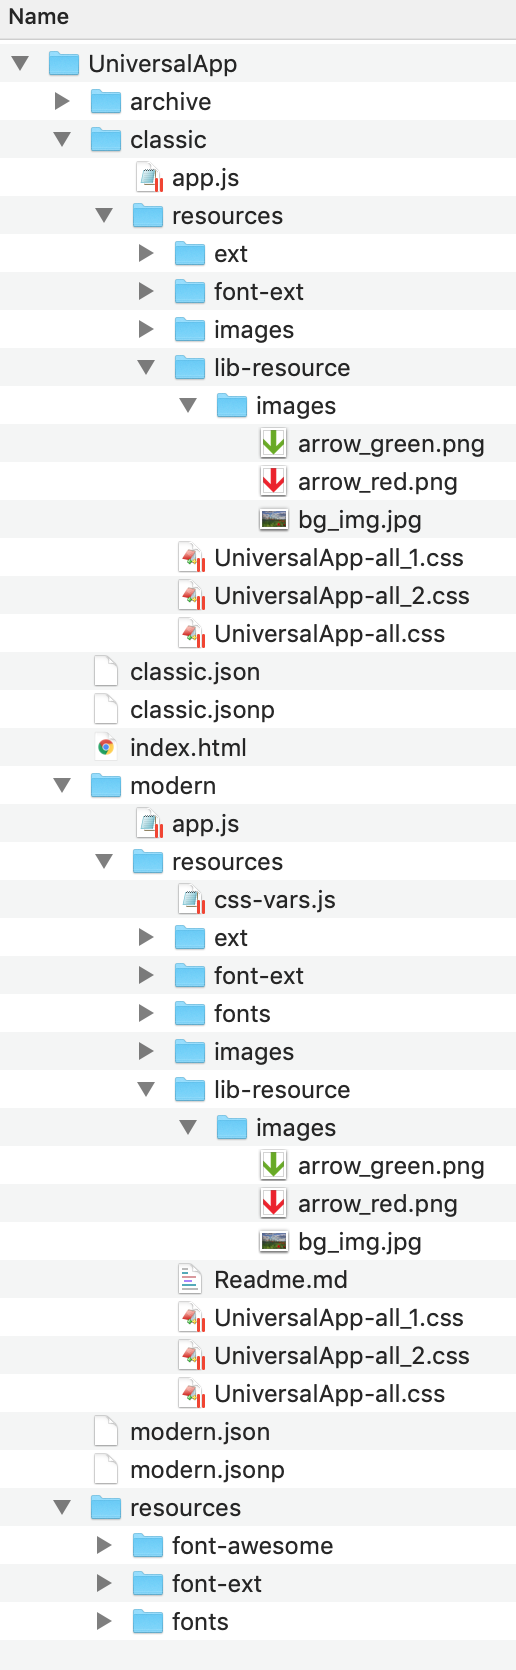 Name
UniversalApp
archive
classic
app.js
resources
ext
font-ext
images
lib-resource
images
arrow_green.png
arrow_red.png
bg_img.jpg
UniversalApp-all_1.css
UniversalApp-all_2.css
UniversalApp-all.css
classic.json
classic.jsonp
index.html
modern
app.js
resources
css-vars.js
ext
font-ext
fonts
images
lib-resource
images
arrow_green.png
arrow_red.png
bg_img.jpg
Readme.md
UniversalApp-all_1.css
UniversalApp-all_2.css
UniversalApp-all.css
modern.json
modern.jsonp
resources
font-awesome
font-ext
fonts